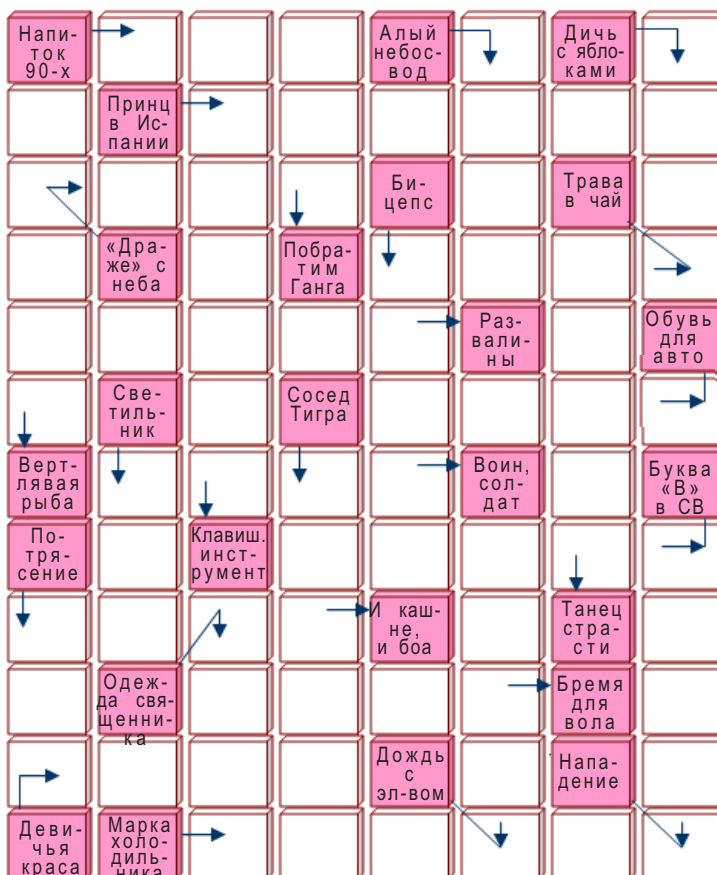 Напи-
ток
90-х
Алый
небос-
вод
Дичь
с ябло-
ками
Принц
в Ис-
пании
Би-
цепс
Трава
в чай
«Дра-
же» с
неба
Побра-
тим
Ганга
Раз-
вали-
ны
Обувь
для
авто
Све-
тиль-
ник
Сосед
Тигра
Верт-
лявая
рыба
Воин,
сол-
дат
Буква
«В»
в СВ
По-
тря-
сение
Клавиш.
инст-
румент
И каш-
не,
и боа
Танец
стра-
сти
Одеж-
да свя-
щенни-
ка
Бремя
для
вола
Дождь
с
эл-вом
Напа-
дение
Деви-
чья
краса
Марка
холо-
диль-
ника